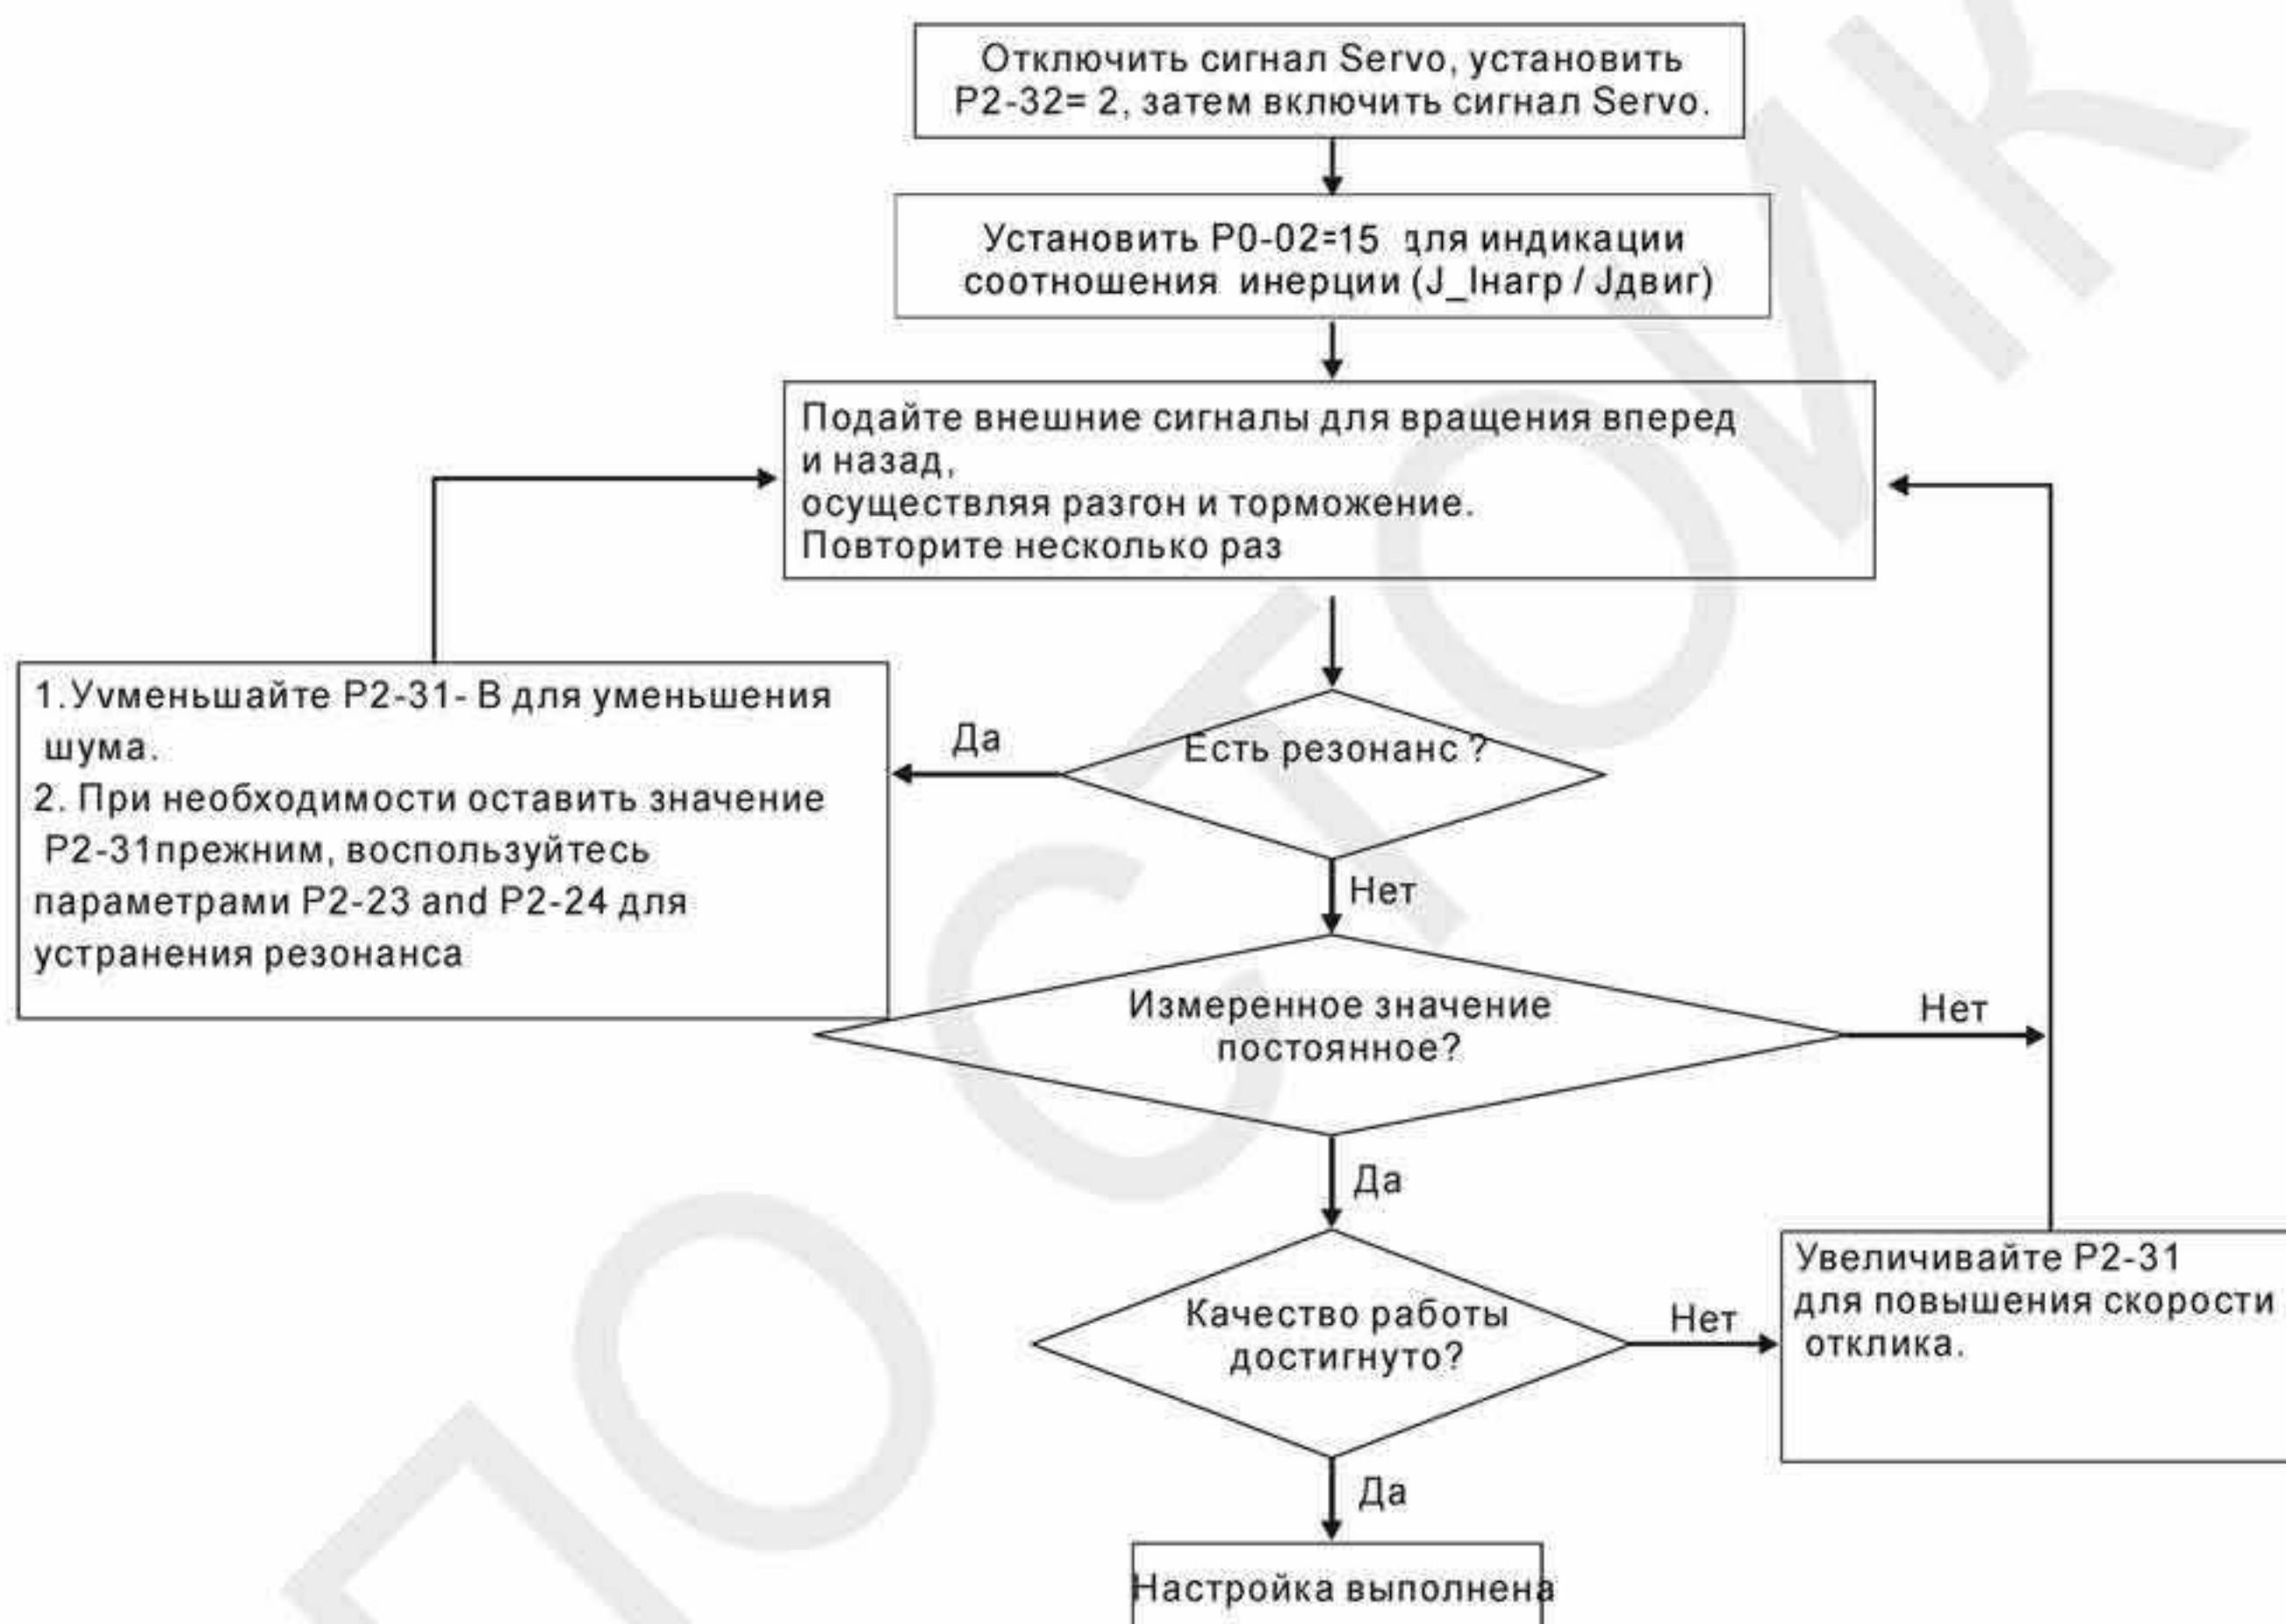 Отключить сигнал Servo, установить
P2-32= 2, затем включить сигнал Servo.
Установить P0-02=15 для индикации
соотношения инерции (J_Iнагр / Jдвиг)
Подайте внешние сигналы для вращения вперед
и назад,
осуществляя разгон и торможение.
Повторите несколько раз
1.Уvменьшайте P2-31- В для уменьшения
шума.
2. При необходимости оставить значение
P2-31прежним, воспользуйтесь
параметрами P2-23 and P2-24 для
устранения резонанса
Да
Есть резонанс ?
Нет
Измеренное значение
постоянное?
Нет
Да
Качество работы
достигнуто?
Нет
Увеличивайте P2-31
для повышения скорости
отклика.
Да
Настройка выполнена
ПО СТОИК